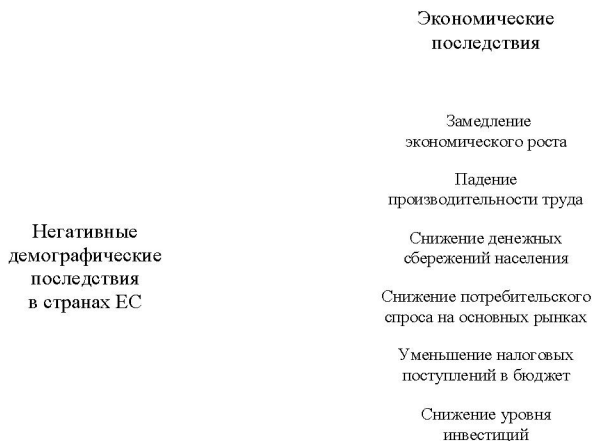 Экономические
последствия
Замедление
экономического роста
Падение
производительности труда
Негативные
демографические
последствия
в странах ЕС
Снижение денежных
сбережений населения
Снижение потребительского
спроса на основных рынках
Уменьшение налоговых
поступлений в бюджет
Снижение уровня
инвестиций